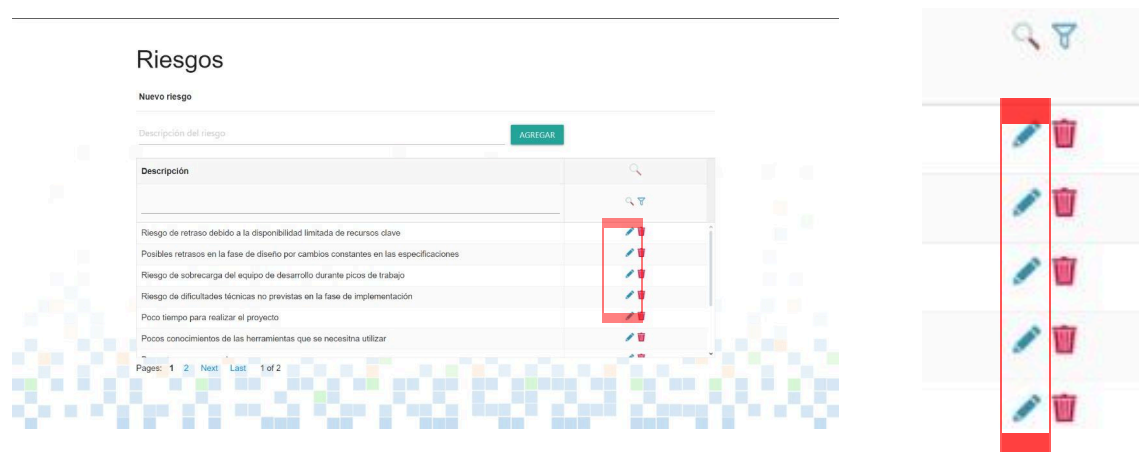 Riesgos
Nuevo riesgo
Descripción del riesgo
AGREGAR
Descripción
Riesgo de retraso debido a la disponibilidad limitada de recursos clave
Posibles retrasos en la fase de diseño por cambios constantes en las especificaciones
Riesgo de sobrecarga del equipo de desarrollo durante picos de trabajo
Riesgo de dificultades técnicas no previstas en la fase de implementación
Poco tiempo para realizar el proyecto
Pocos conocimientos de las herramientas que se necesitna utilizar
Pages: 1 2 Next Last 1 of 2